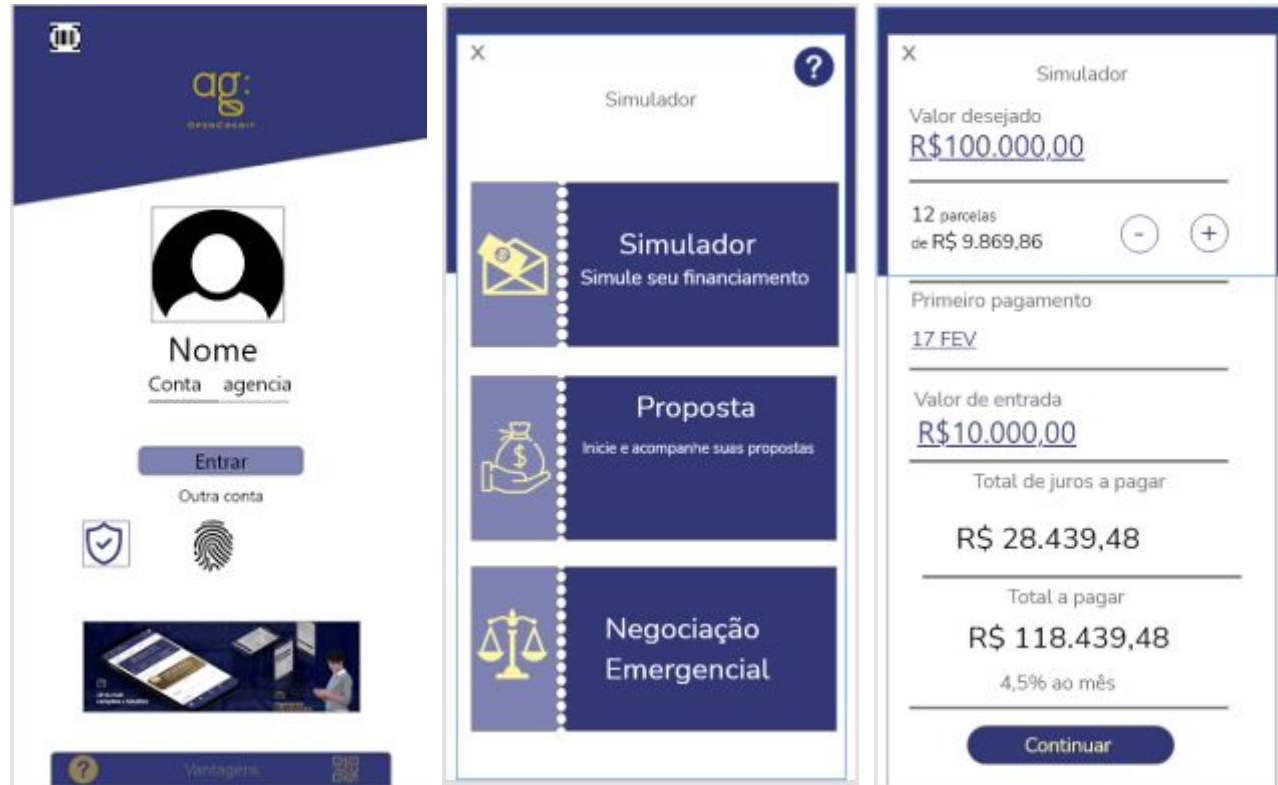 ag:
OPENCREDIT
Nome
Conta agencia
Entrar
Outra conta
Vantagens
?
X
?
Simulador
Simulador
Simule seu financiamento
Proposta
Inicie e acompanhe suas propostas
Negociação
Emergencial
X
Simulador
Valor desejado
R$100.000,00
12 parcelas
de R$ 9.869,86
- +
Primeiro pagamento
17 FEV
Valor de entrada
R$10.000,00
Total de juros a pagar
R$ 28.439,48
Total a pagar
R$ 118.439,48
4,5% ao mês
Continuar